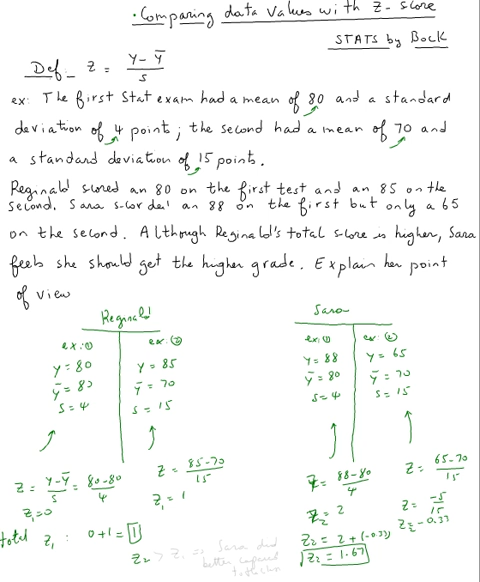 · Comparing data values with Z-score
STATS by Bock
Def_ Z = y - ȳ / s
ex: The first Stat exam had a mean of 80 and a standard
deviation of 4 points; the second had a mean of 70 and
a standard deviation of 15 points.
Reginald scored an 80 on the first test and an 85 on the
second. Sara scorded an 88 on the first but only a 65
on the second. Although Reginald's total score is higher, Sara
feels she should get the higher grade. Explain her point
of view
Reginald
ex:① ex:②
y = 80 y = 85
ȳ = 80 ȳ = 70
s = 4 s = 15
Z = y-ȳ / s = 80-80 / 4
Z₁ = 0
Z = 85-70 / 15
Z₁ = 1
total Z₁ : 0+1 = 1
Sara
ex:① ex:②
y = 88 y = 65
ȳ = 80 ȳ = 70
s = 4 s = 15
Z = 88-80 / 4
Z₂ = 2
Z = 65-70 / 15
Z = -5 / 15
Z₂ = -0.33
Z₂ = 2 + (-0.33)
Z₂ = 1.67
Z₂ > Z₁ => Sara did
better